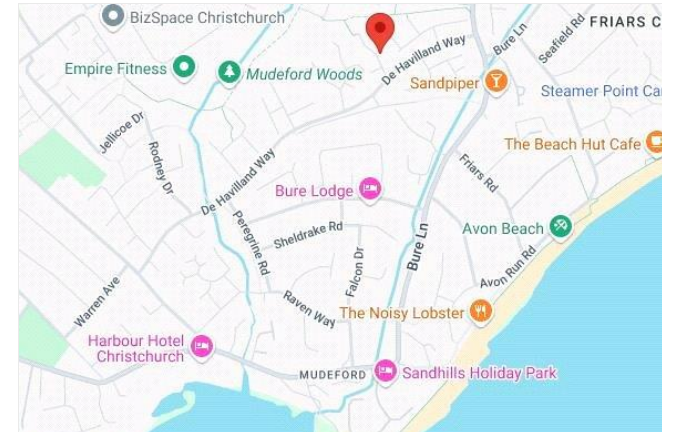 BizSpace Christchurch
FRIARS C
Bure Ln
Seafield Rd
De Havilland Way
Empire Fitness
Mudeford Woods
Sandpiper
Steamer Point Ca
Jellicoe Dr
Rodney Dr
The Beach Hut Cafe
De Havilland Way
Friars Rd
Bure Lodge
Peregrine Rd
Sheldrake Rd
Avon Beach
Bure Ln
Falcon Dr
Avon Run Rd
Warren Ave
Raven Way
The Noisy Lobster
Harbour Hotel
Christchurch
MUDEFORD
Sandhills Holiday Park